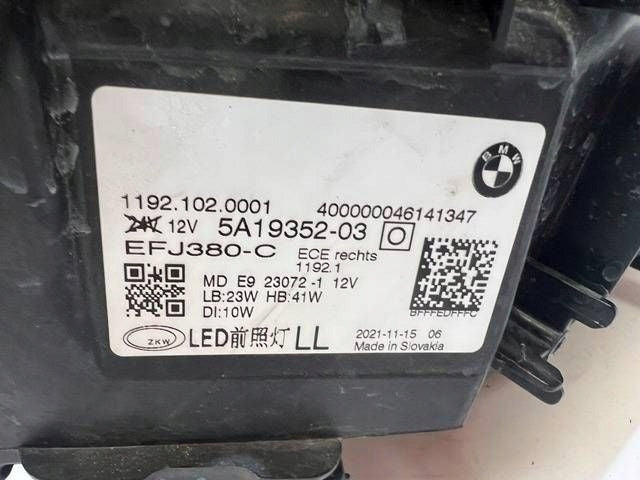 BMW
1192.102.0001 400000046141347
24V 12V 5A19352-03
EFJ380-C ECE rechts
1192.1
MD E9 23072-1 12V
LB:23W HB:41W
DI:10W
BFFFEDFFFC
ZKW LED前照灯 LL
2021-11-15 06
Made in Slovakia